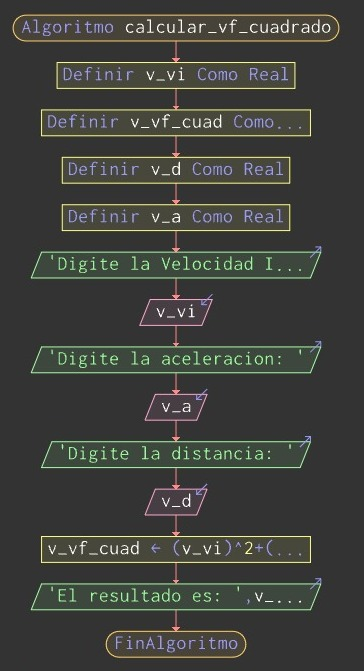 Algoritmo calcular_vf_cuadrado
Definir v_vi Como Real
Definir v_vf_cuad Como...
Definir v_d Como Real
Definir v_a Como Real
'Digite la Velocidad I...
v_vi
'Digite la aceleracion: '
v_a
'Digite la distancia: '
v_d
v_vf_cuad ← (v_vi)^2+(...
'El resultado es: ',v_...
FinAlgoritmo